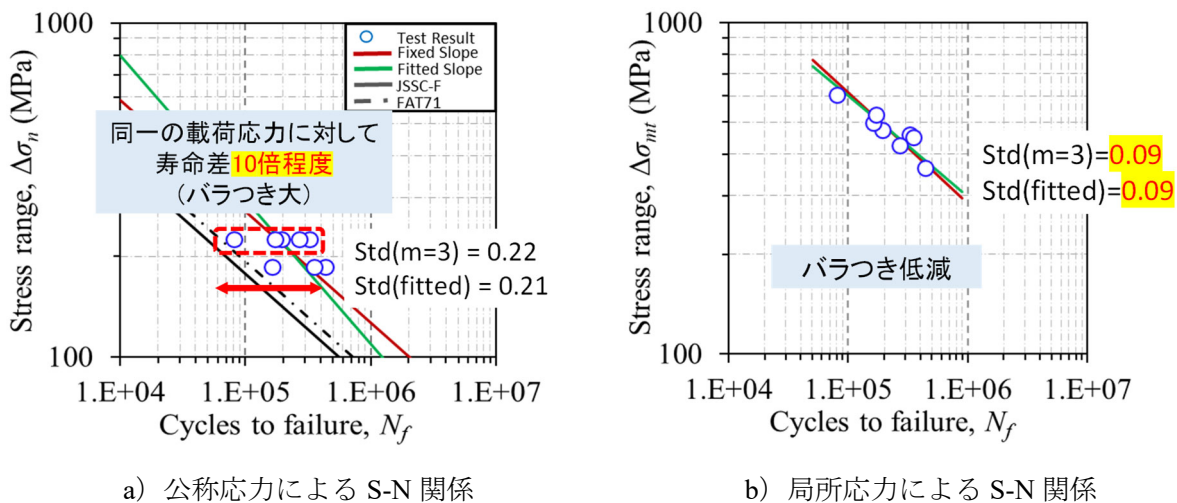 1000
Stress range, Δσn (MPa)
100
1.E+04 1.E+05 1.E+06 1.E+07
Cycles to failure, Nf
Test Result
Fixed Slope
Fitted Slope
JSSC-F
FAT71
同一の載荷応力に対して
寿命差10倍程度
（バラつき大）
Std(m=3) = 0.22
Std(fitted) = 0.21
a）公称応力による S-N 関係
1000
Stress range, Δσmt (MPa)
100
1.E+04 1.E+05 1.E+06 1.E+07
Cycles to failure, Nf
Std(m=3)=0.09
Std(fitted)=0.09
バラつき低減
b）局所応力による S-N 関係